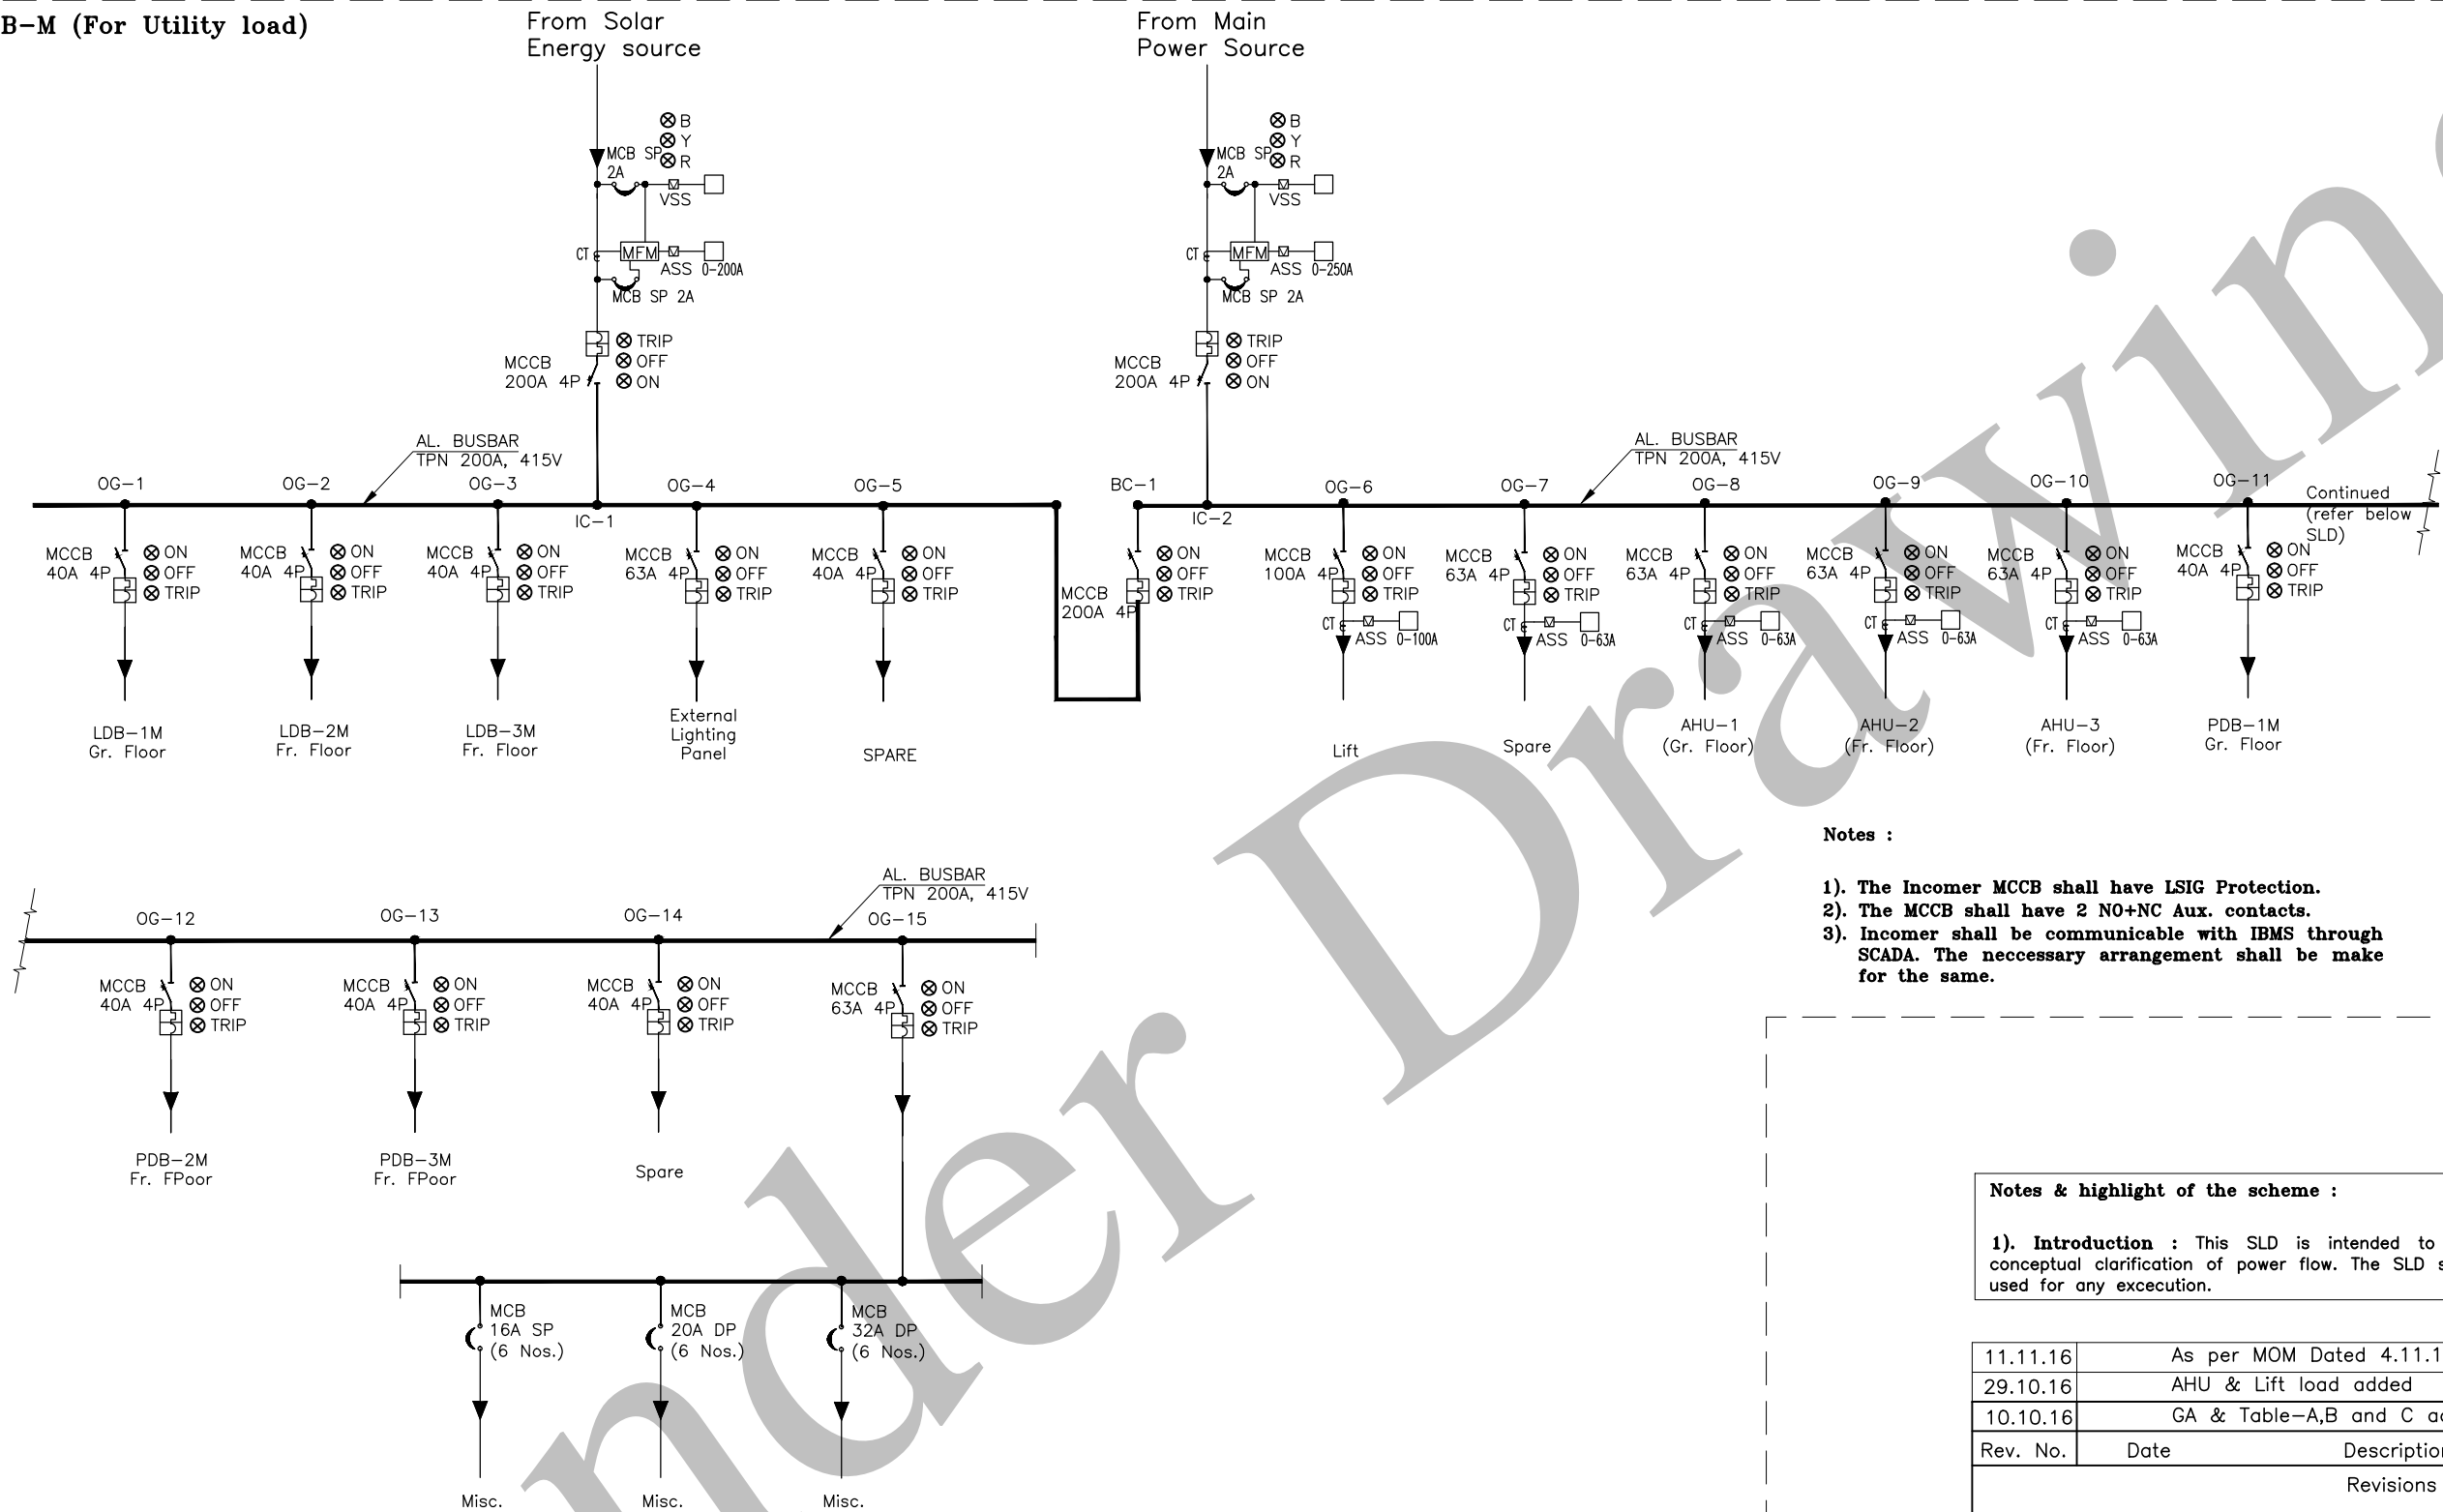 B-M (For Utility load)
From Solar
Energy source
From Main
Power Source
B
Y
R
MCB SP
2A
VSS
CT
MFM
ASS 0-200A
MCB SP 2A
TRIP
OFF
ON
MCCB
200A 4P
B
Y
R
MCB SP
2A
VSS
CT
MFM
ASS 0-250A
MCB SP 2A
TRIP
OFF
ON
MCCB
200A 4P
AL. BUSBAR
TPN 200A, 415V
AL. BUSBAR
TPN 200A, 415V
OG-1
OG-2
OG-3
IC-1
OG-4
OG-5
BC-1
IC-2
OG-6
OG-7
OG-8
OG-9
OG-10
OG-11
Continued
(refer below
SLD)
MCCB
40A 4P
ON
OFF
TRIP
MCCB
40A 4P
ON
OFF
TRIP
MCCB
40A 4P
ON
OFF
TRIP
MCCB
63A 4P
ON
OFF
TRIP
MCCB
40A 4P
ON
OFF
TRIP
MCCB
200A 4P
ON
OFF
TRIP
MCCB
100A 4P
ON
OFF
TRIP
CT
ASS 0-100A
MCCB
63A 4P
ON
OFF
TRIP
CT
ASS 0-63A
MCCB
63A 4P
ON
OFF
TRIP
CT
ASS 0-63A
MCCB
63A 4P
ON
OFF
TRIP
CT
ASS 0-63A
MCCB
63A 4P
ON
OFF
TRIP
CT
ASS 0-63A
MCCB
40A 4P
ON
OFF
TRIP
LDB-1M
Gr. Floor
LDB-2M
Fr. Floor
LDB-3M
Fr. Floor
External
Lighting
Panel
SPARE
Lift
Spare
AHU-1
(Gr. Floor)
AHU-2
(Fr. Floor)
AHU-3
(Fr. Floor)
PDB-1M
Gr. Floor
Notes :
1). The Incomer MCCB shall have LSIG Protection.
2). The MCCB shall have 2 NO+NC Aux. contacts.
3). Incomer shall be communicable with IBMS through
SCADA. The neccessary arrangement shall be make
for the same.
AL. BUSBAR
TPN 200A, 415V
OG-12
OG-13
OG-14
OG-15
MCCB
40A 4P
ON
OFF
TRIP
MCCB
40A 4P
ON
OFF
TRIP
MCCB
40A 4P
ON
OFF
TRIP
MCCB
63A 4P
ON
OFF
TRIP
PDB-2M
Fr. FPoor
PDB-3M
Fr. FPoor
Spare
MCB
16A SP
(6 Nos.)
MCB
20A DP
(6 Nos.)
MCB
32A DP
(6 Nos.)
Misc.
Misc.
Misc.
Notes & highlight of the scheme :
1). Introduction : This SLD is intended to
conceptual clarification of power flow. The SLD
used for any excecution.
11.11.16 As per MOM Dated 4.11.1
29.10.16 AHU & Lift load added
10.10.16 GA & Table-A,B and C
Rev. No. Date Description
Revisions
nder Drawin